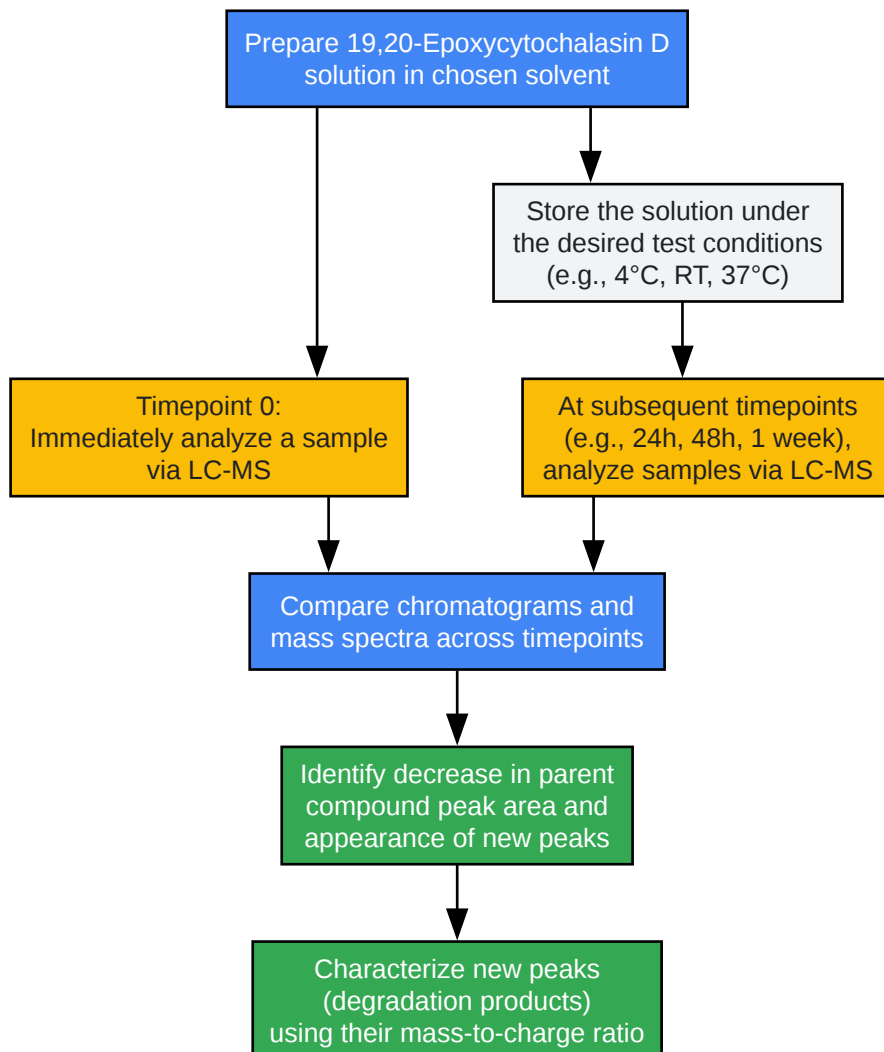 Prepare 19,20-Epoxycytochalasin D
solution in chosen solvent
Store the solution under
the desired test conditions
(e.g., 4°C, RT, 37°C)
Timepoint 0:
Immediately analyze a sample
via LC-MS
At subsequent timepoints
(e.g., 24h, 48h, 1 week),
analyze samples via LC-MS
Compare chromatograms and
mass spectra across timepoints
Identify decrease in parent
compound peak area and
appearance of new peaks
Characterize new peaks
(degradation products)
using their mass-to-charge ratio